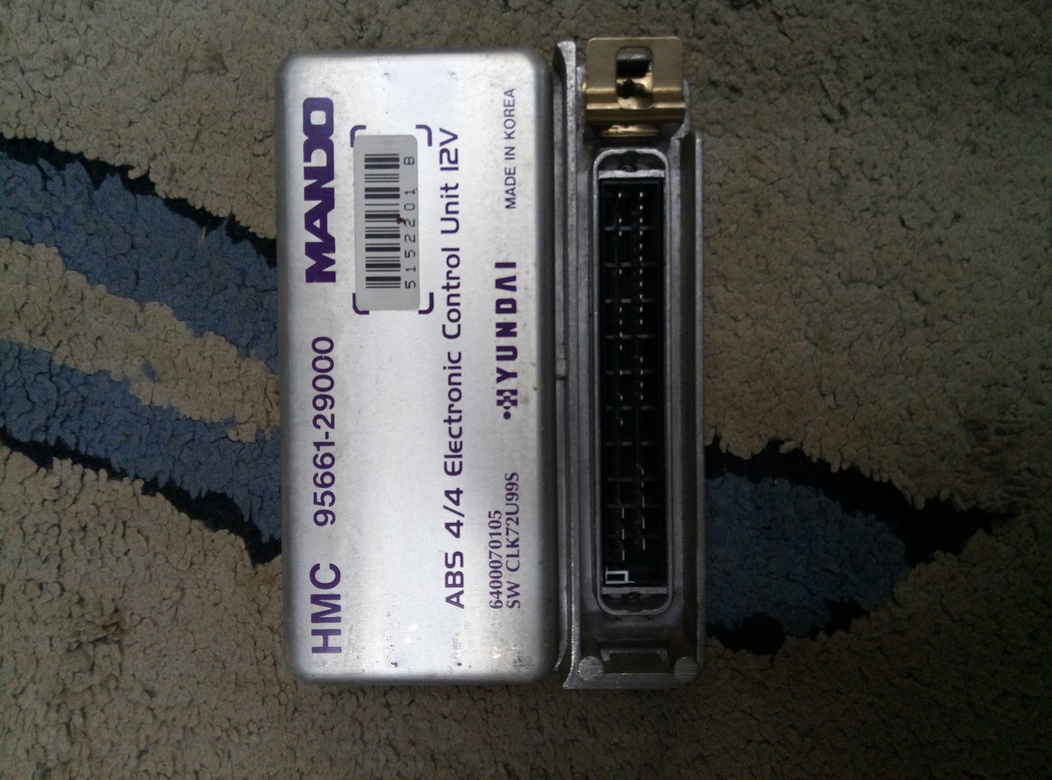 HMC 95661-29000 MANDO
5152201 8
ABS 4/4 Electronic Control Unit 12V
6400070105
SW CLK72U99S
HYUNDAI
MADE IN KOREA